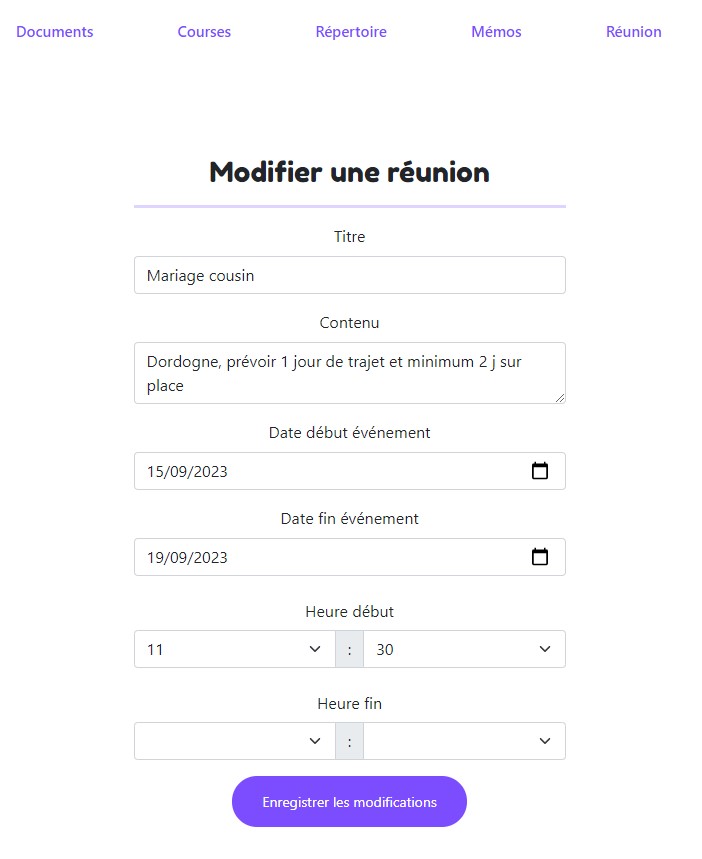 Documents Courses Répertoire Mémos Réunion
Modifier une réunion
Titre
Mariage cousin
Contenu
Dordogne, prévoir 1 jour de trajet et minimum 2 j sur
place
Date début événement
15/09/2023
Date fin événement
19/09/2023
Heure début
11 : 30
Heure fin
:
Enregistrer les modifications